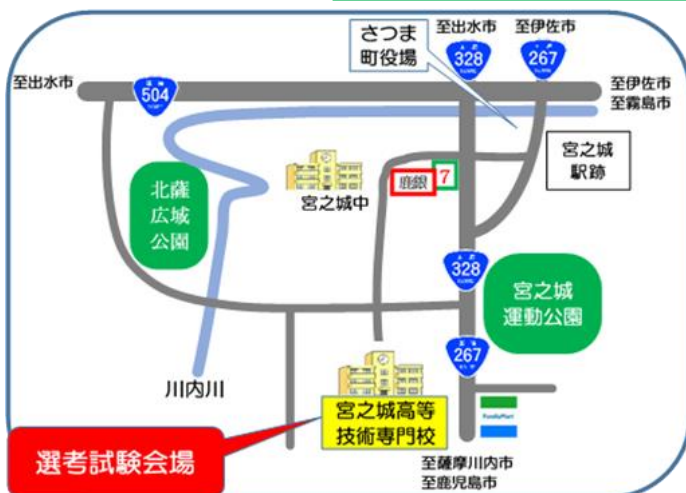 さつま
町役場
至出水市
至伊佐市
328
267
至出水市
504
至伊佐市
至霧島市
北薩
広域
公園
宮之城中
鹿銀
7
宮之城
駅跡
328
宮之城
運動公園
267
川内川
宮之城高等
技術専門校
FamilyMart
選考試験会場
至薩摩川内市
至鹿児島市